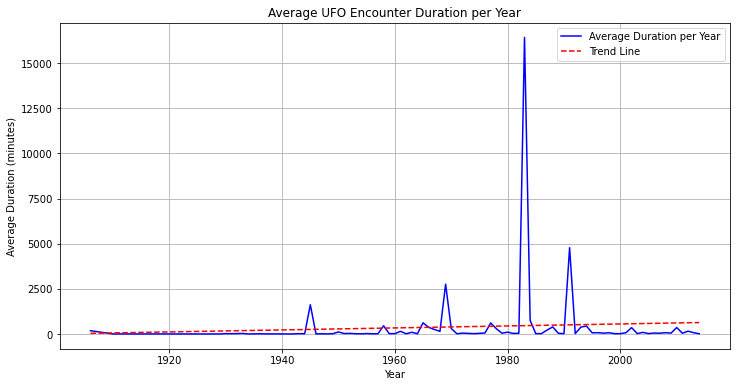 Average UFO Encounter Duration per Year
Average Duration per Year
Trend Line
Average Duration (minutes)
15000
12500
10000
7500
5000
2500
0
1920
1940
1960
1980
2000
Year